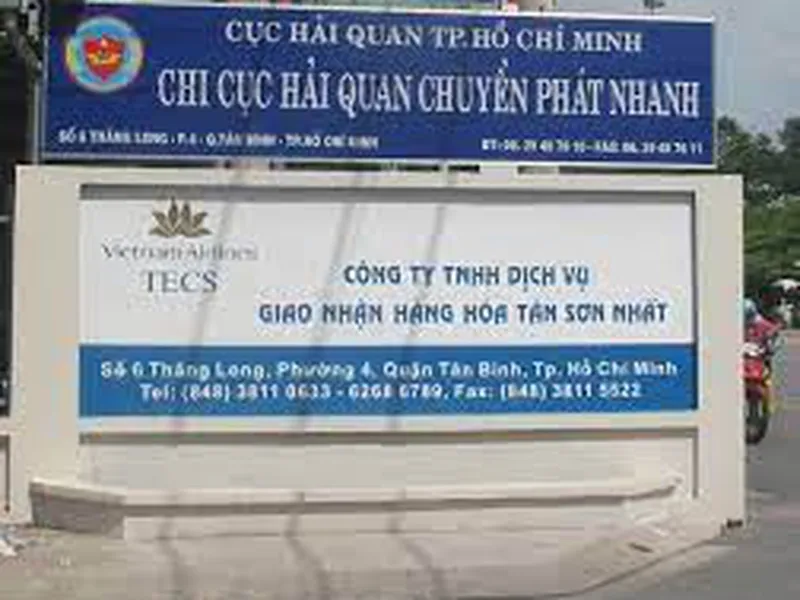 CỤC HẢI QUAN TP. HỒ CHÍ MINH
CHI CỤC HẢI QUAN CHUYỂN PHÁT NHANH
SỐ 6 THĂNG LONG - P.4 - Q.TÂN BÌNH - TP.HỒ CHÍ MINH
Vietnam Airlines
TECS
CÔNG TY TNHH DỊCH VỤ
GIAO NHẬN HÀNG HÓA TÂN SƠN NHẤT
Số 6 Thăng Long, Phường 4, Quận Tân Bình, Tp. Hồ Chí Minh
Tel: (848) 3811 0633 - 6268 6789, Fax: (848) 3811 5522